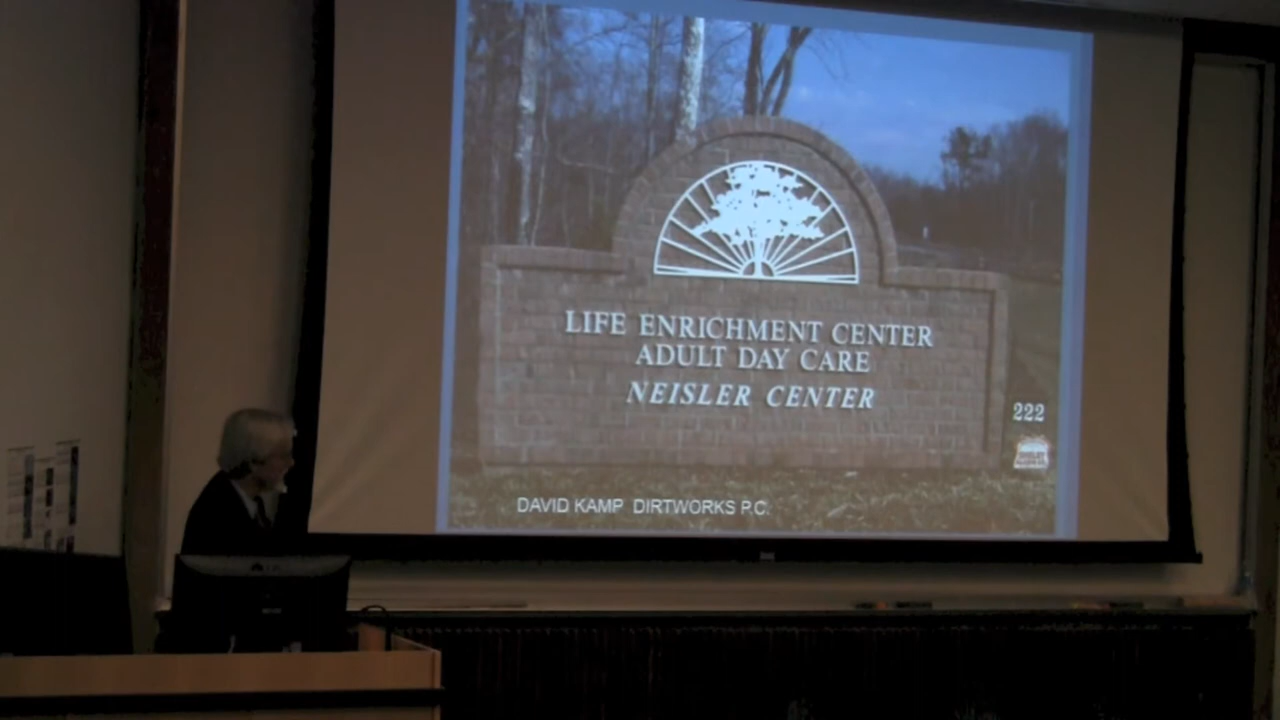 LIFE ENRICHMENT CENTER
ADULT DAY CARE
NEISLER CENTER
222
DAVID KAMP DIRTWORKS P.C.